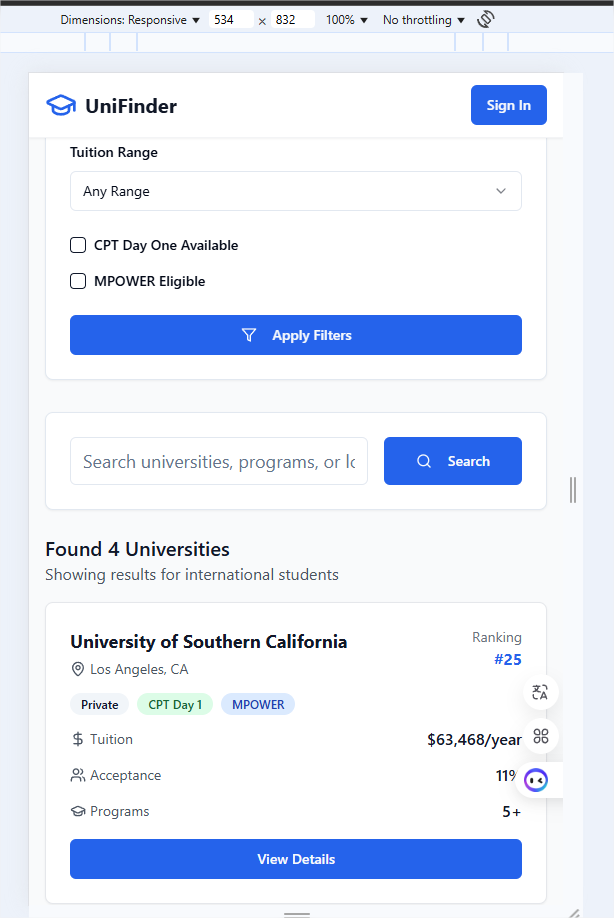 Dimensions: Responsive 534 × 832 100% No throttling
UniFinder
Sign In
Tuition Range
Any Range
CPT Day One Available
MPOWER Eligible
Apply Filters
Search universities, programs, or lo
Search
Found 4 Universities
Showing results for international students
University of Southern California
Ranking
#25
Los Angeles, CA
Private CPT Day 1 MPOWER
Tuition $63,468/year
Acceptance 11%
Programs 5+
View Details